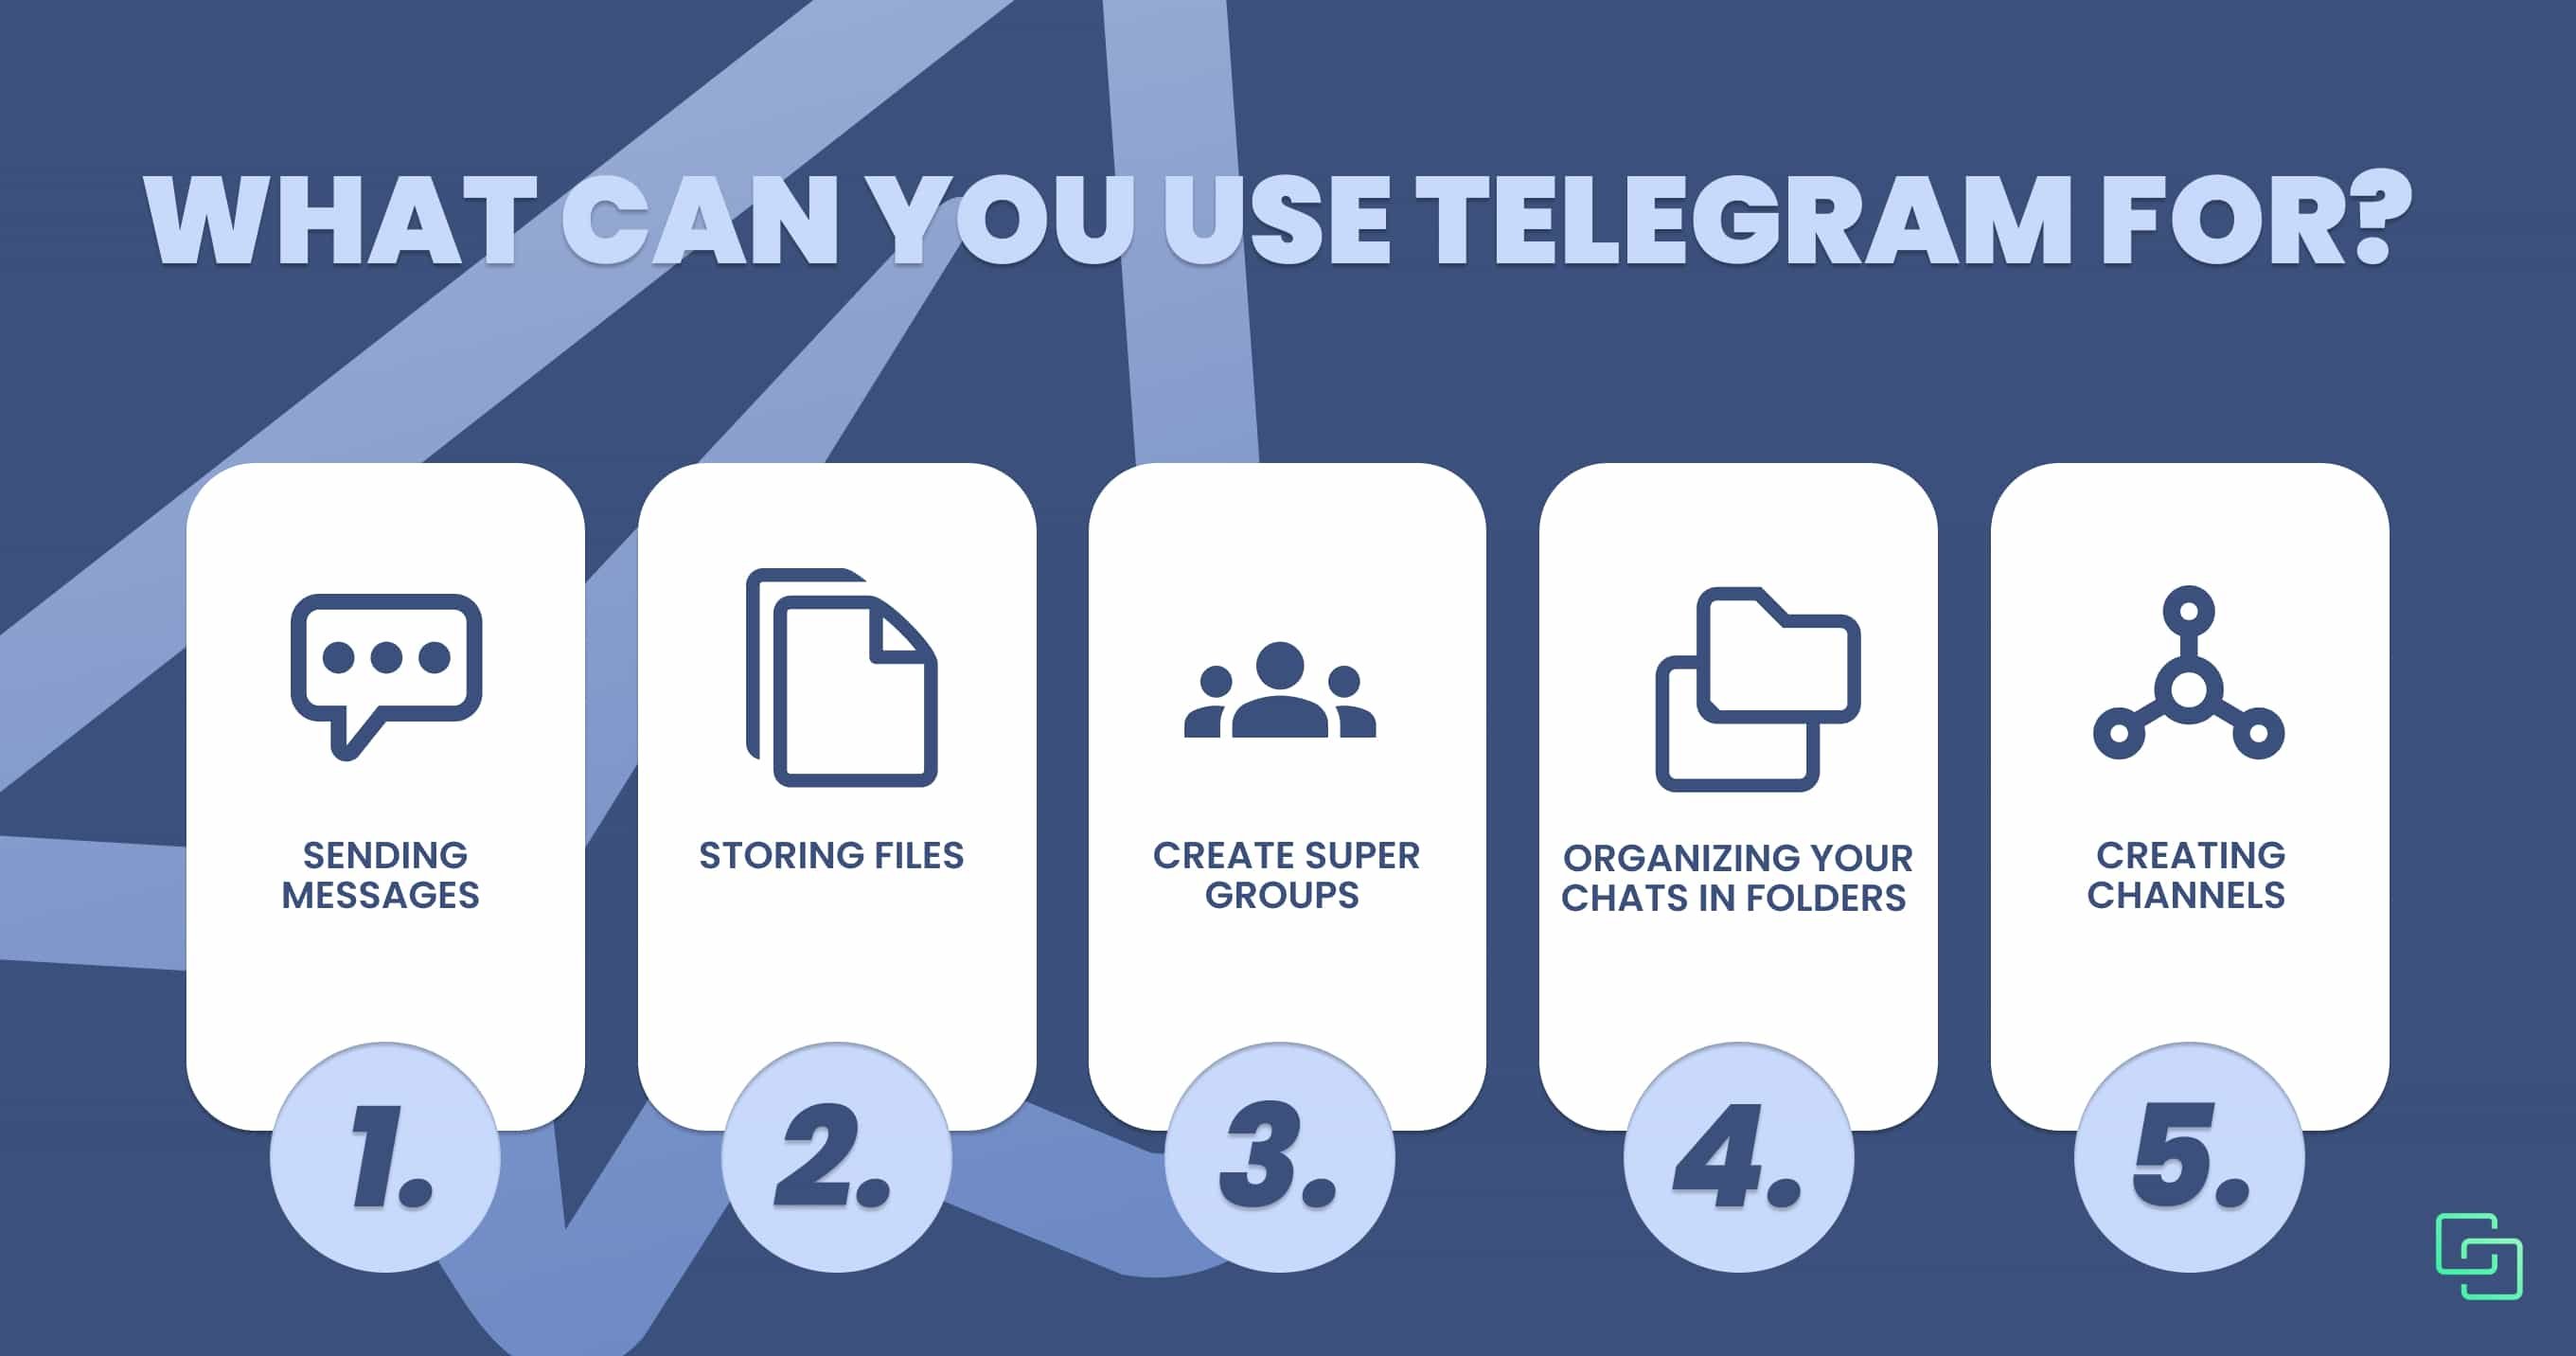 WHAT CAN YOU USE TELEGRAM FOR?
SENDING
MESSAGES
1.
STORING FILES
2.
CREATE SUPER
GROUPS
3.
ORGANIZING YOUR
CHATS IN FOLDERS
4.
CREATING
CHANNELS
5.